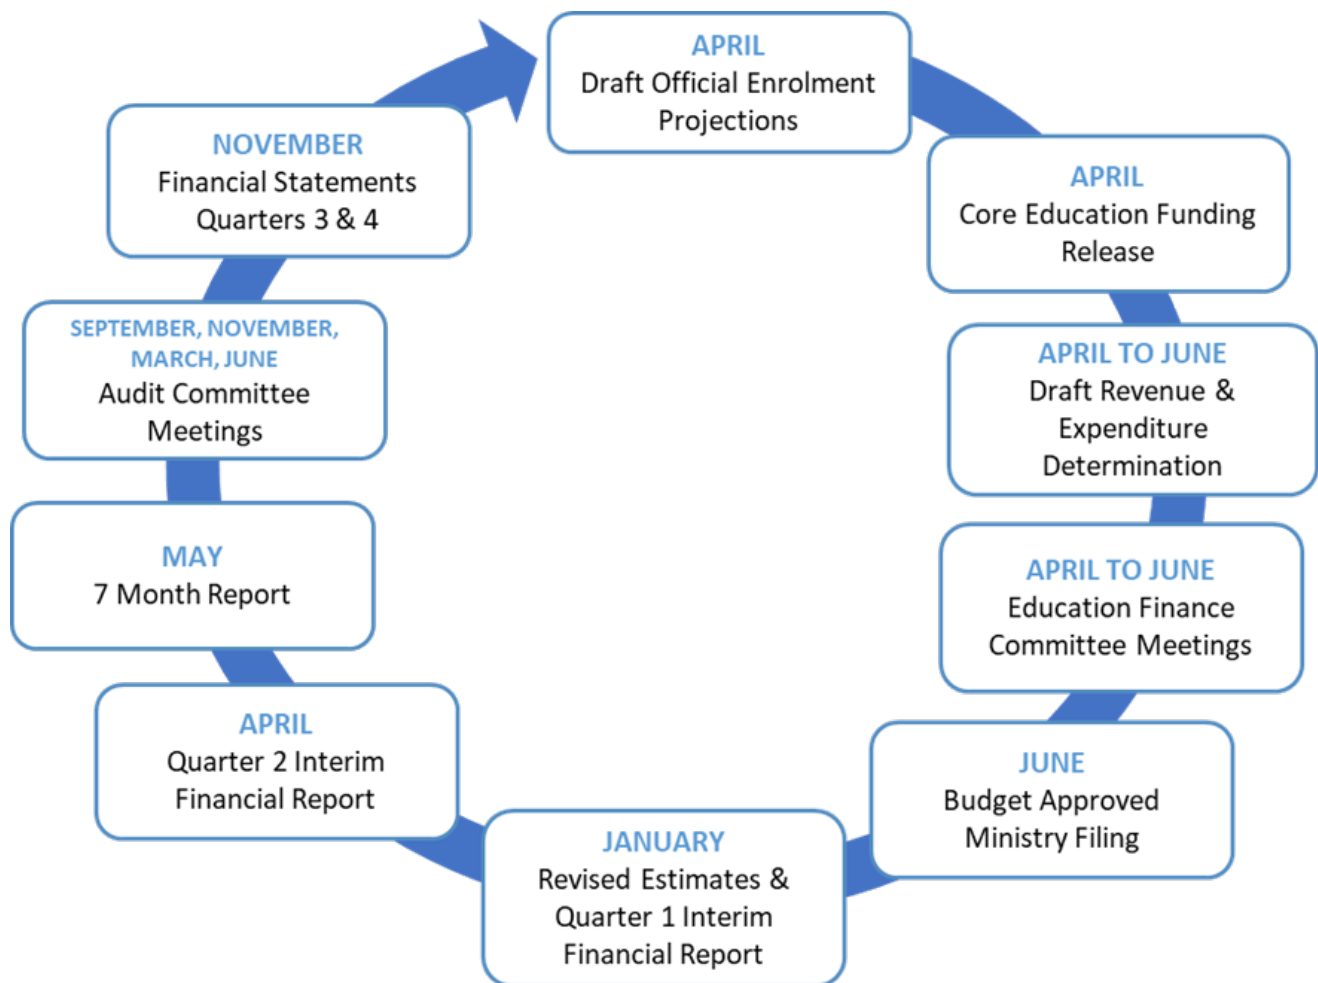 APRIL
Draft Official Enrolment
Projections
APRIL
Core Education Funding
Release
APRIL TO JUNE
Draft Revenue &
Expenditure
Determination
APRIL TO JUNE
Education Finance
Committee Meetings
JUNE
Budget Approved
Ministry Filing
JANUARY
Revised Estimates &
Quarter 1 Interim
Financial Report
APRIL
Quarter 2 Interim
Financial Report
MAY
7 Month Report
SEPTEMBER, NOVEMBER,
MARCH, JUNE
Audit Committee
Meetings
NOVEMBER
Financial Statements
Quarters 3 & 4